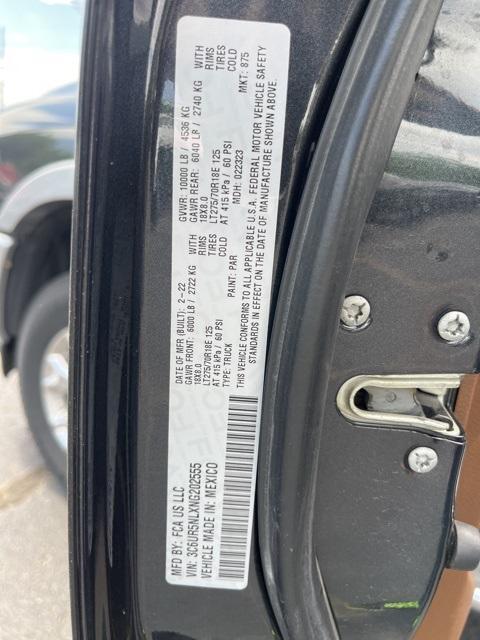 MFD BY: FCA US LLC
DATE OF MFR (BUILT): 2-22
GVWR: 10000 LB / 4536 KG
GAWR FRONT: 6000 LB / 2722 KG WITH
GAWR REAR: 6040 LB / 2740 KG WITH
18X8.0 RIMS
18X8.0 RIMS
LT275/70R18E 125 TIRES
LT275/70R18E 125 TIRES
AT 415 kPa / 60 PSI COLD
AT 415 kPa / 60 PSI COLD
VIN: 3C6UR5NLXNG202555
TYPE: TRUCK
PAINT: PAR
MDH: 022323
MKT: 875
VEHICLE MADE IN: MEXICO
THIS VEHICLE CONFORMS TO ALL APPLICABLE U.S.A. FEDERAL MOTOR VEHICLE SAFETY
STANDARDS IN EFFECT ON THE DATE OF MANUFACTURE SHOWN ABOVE.